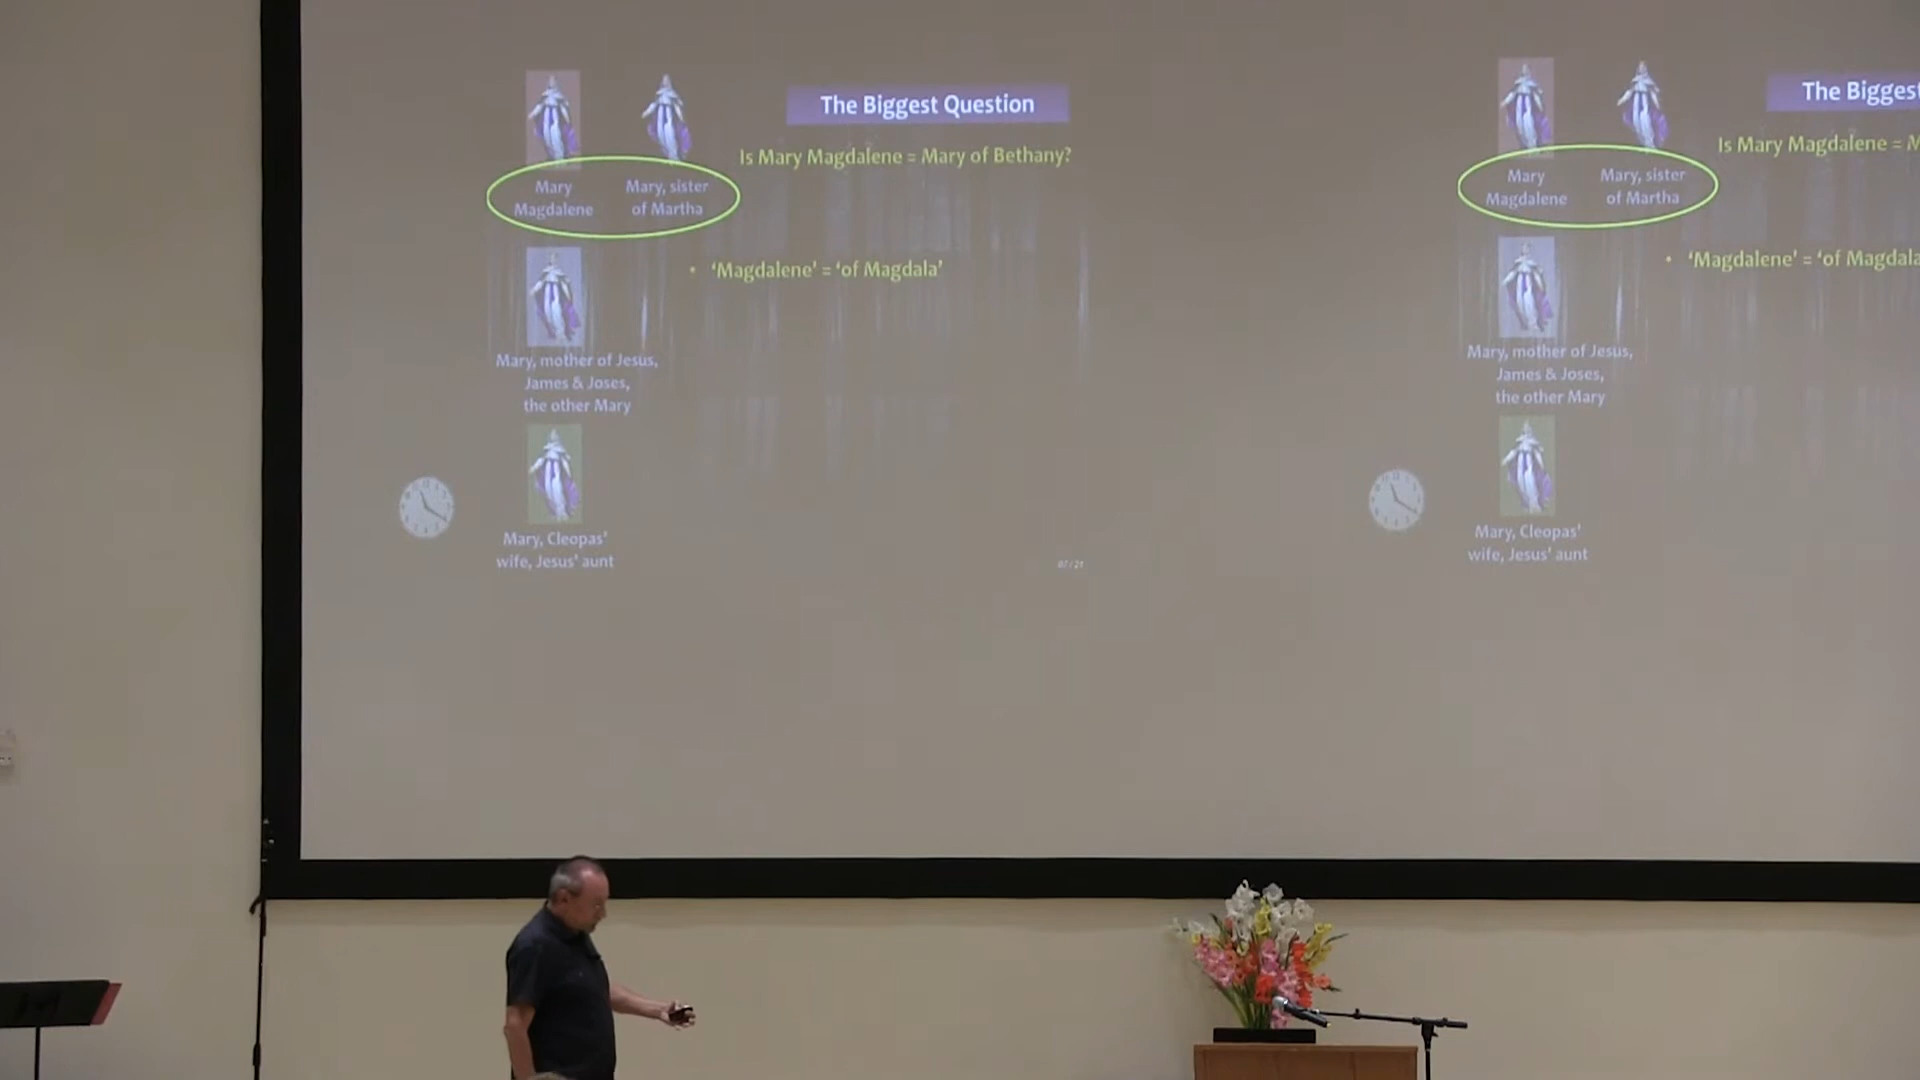 The Biggest Question
Is Mary Magdalene = Mary of Bethany?
Mary
Magdalene
Mary, sister
of Martha
• ‘Magdalene’ = ‘of Magdala’
Mary, mother of Jesus,
James & Joses,
the other Mary
Mary, Cleopas’
wife, Jesus’ aunt
07 / 21
The Biggest
Is Mary Magdalene = M
Mary
Magdalene
Mary, sister
of Martha
• ‘Magdalene’ = ‘of Magdala
Mary, mother of Jesus,
James & Joses,
the other Mary
Mary, Cleopas’
wife, Jesus’ aunt